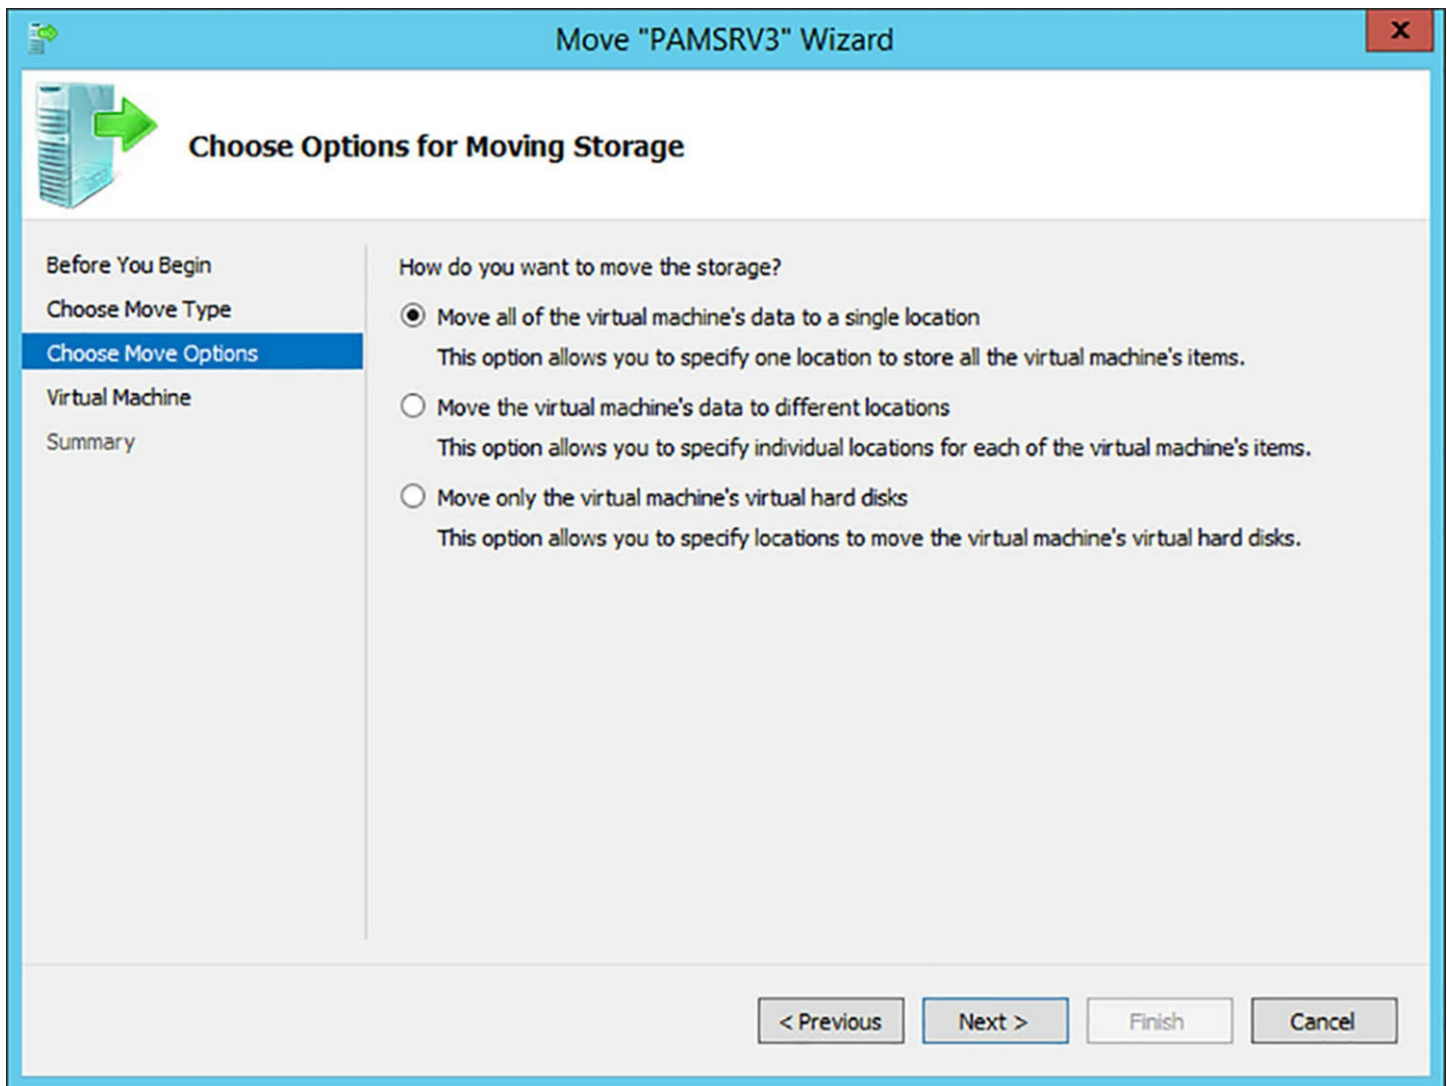 Move "PAMSRV3" Wizard
x
Choose Options for Moving Storage
Before You Begin
Choose Move Type
Choose Move Options
Virtual Machine
Summary
How do you want to move the storage?
Move all of the virtual machine's data to a single location
This option allows you to specify one location to store all the virtual machine's items.
Move the virtual machine's data to different locations
This option allows you to specify individual locations for each of the virtual machine's items.
Move only the virtual machine's virtual hard disks
This option allows you to specify locations to move the virtual machine's virtual hard disks.
< Previous
Next >
Finish
Cancel